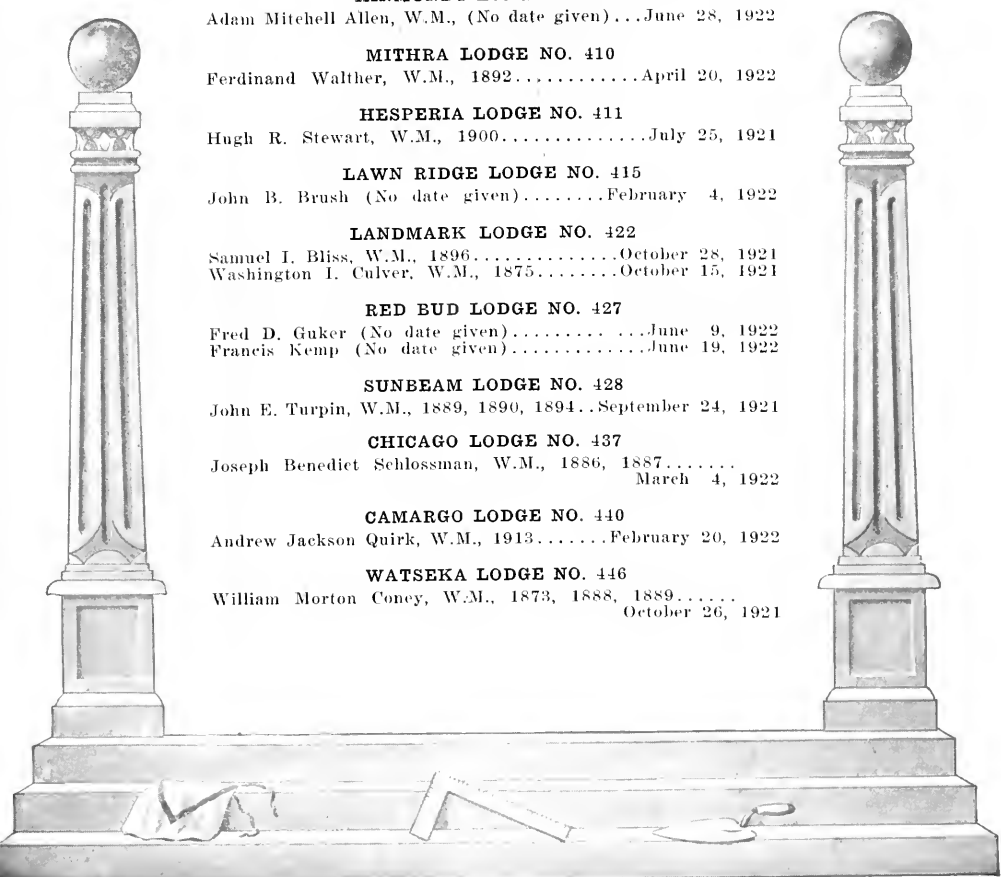 Adam Mitchell Allen, W.M., (No date given)...June 28, 1922
MITHRA LODGE NO. 410
Ferdinand Walther, W.M., 1892............April 20, 1922
HESPERIA LODGE NO. 411
Hugh R. Stewart, W.M., 1900..............July 25, 1921
LAWN RIDGE LODGE NO. 415
John B. Brush (No date given)........February 4, 1922
LANDMARK LODGE NO. 422
Samuel I. Bliss, W.M., 1896..............October 28, 1921
Washington I. Culver, W.M., 1875........October 15, 1921
RED BUD LODGE NO. 427
Fred D. Guker (No date given)......... ...June 9, 1922
Francis Kemp (No date given).............June 19, 1922
SUNBEAM LODGE NO. 428
John E. Turpin, W.M., 1889, 1890, 1894..September 24, 1921
CHICAGO LODGE NO. 437
Joseph Benedict Schlossman, W.M., 1886, 1887.......
March 4, 1922
CAMARGO LODGE NO. 440
Andrew Jackson Quirk, W.M., 1913.......February 20, 1922
WATSEKA LODGE NO. 446
William Morton Coney, W.M., 1873, 1888, 1889......
October 26, 1921